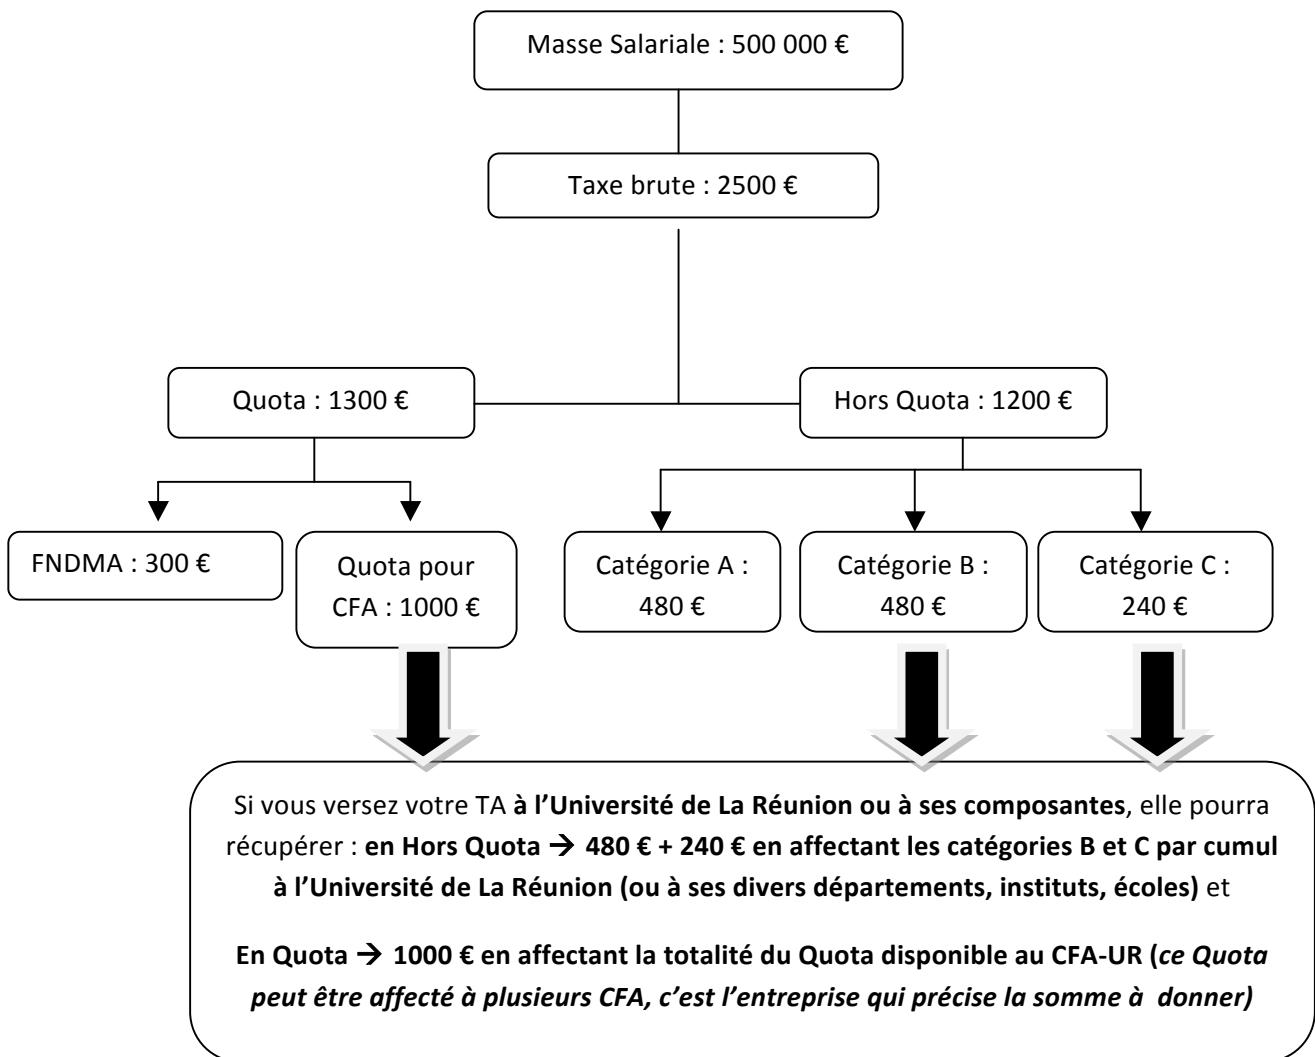 Masse Salariale : 500 000 €
Taxe brute : 2500 €
Quota : 1300 €
Hors Quota : 1200 €
FNDMA : 300 €
Quota pour
CFA : 1000 €
Catégorie A :
480 €
Catégorie B :
480 €
Catégorie C :
240 €
Si vous versez votre TA à l’Université de La Réunion ou à ses composantes, elle pourra
récupérer : en Hors Quota → 480 € + 240 € en affectant les catégories B et C par cumul
à l’Université de La Réunion (ou à ses divers départements, instituts, écoles) et
En Quota → 1000 € en affectant la totalité du Quota disponible au CFA-UR (ce Quota
peut être affecté à plusieurs CFA, c’est l’entreprise qui précise la somme à donner)